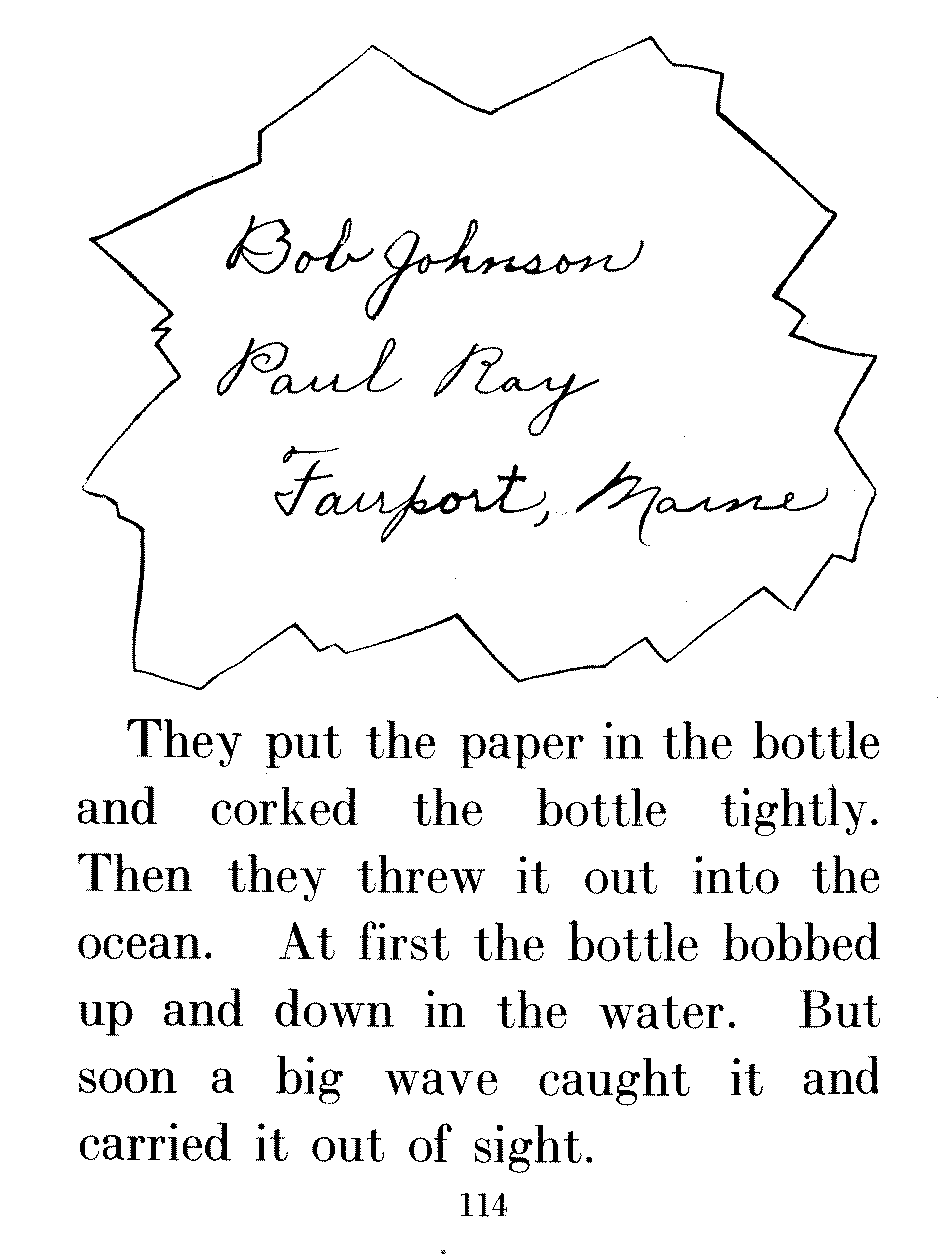 Bob Johnson
Paul Ray
Fairport, Maine
They put the paper in the bottle
and corked the bottle tightly.
Then they threw it out into the
ocean. At first the bottle bobbed
up and down in the water. But
soon a big wave caught it and
carried it out of sight.
114